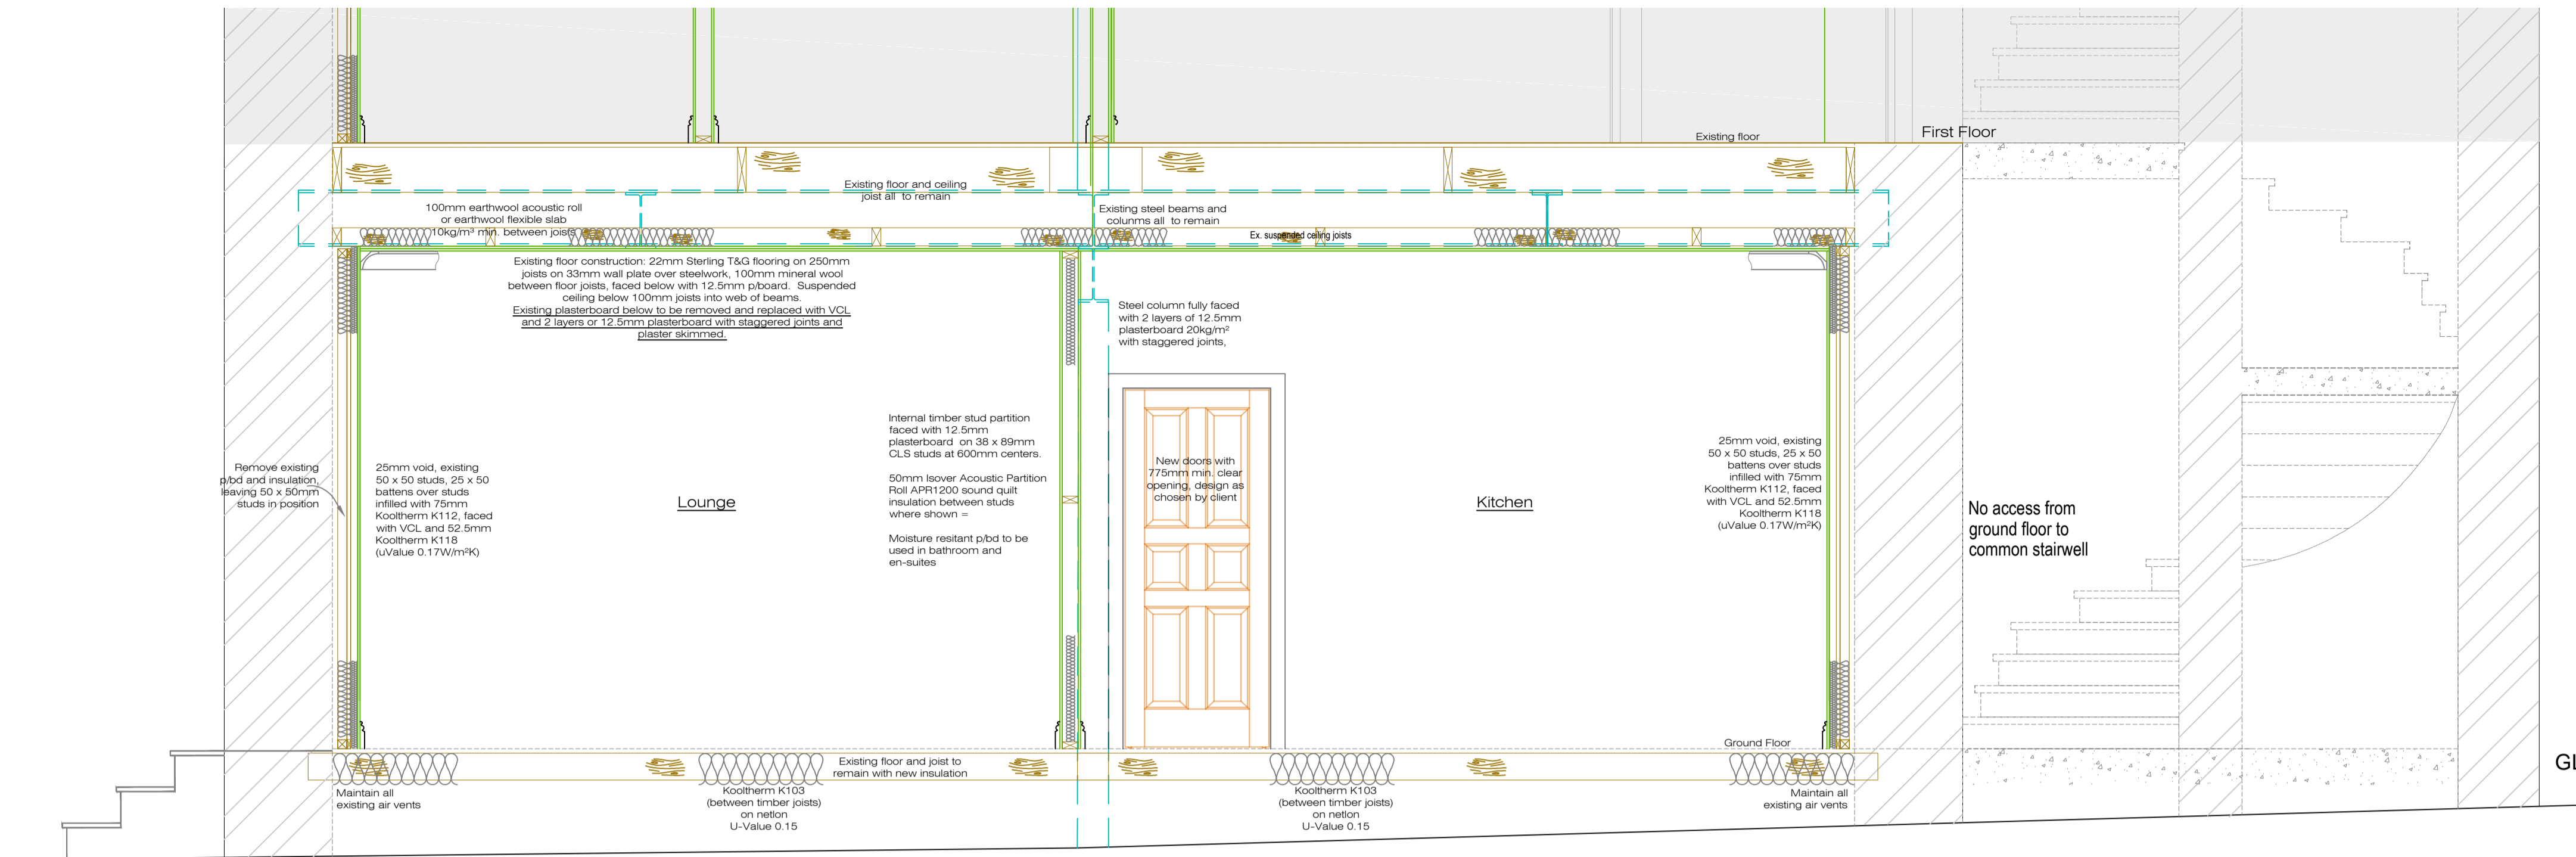 First Floor
Existing floor
Existing floor and ceiling
joist all  to remain
100mm earthwool acoustic roll
or earthwool flexible slab
10kg/m³ min. between joists
Existing steel beams and
colunms all  to remain
Ex. suspended ceiling joists
Existing floor construction: 22mm Sterling T&G flooring on 250mm
joists on 33mm wall plate over steelwork, 100mm mineral wool
between floor joists, faced below with 12.5mm p/board.  Suspended
ceiling below 100mm joists into web of beams.
Existing plasterboard below to be removed and replaced with VCL
and 2 layers or 12.5mm plasterboard with staggered joints and
plaster skimmed.
Steel column fully faced
with 2 layers of 12.5mm
plasterboard 20kg/m²
with staggered joints,
Internal timber stud partition
faced with 12.5mm
plasterboard  on 38 x 89mm
CLS studs at 600mm centers.
50mm Isover Acoustic Partition
Roll APR1200 sound quilt
insulation between studs
where shown =
Moisture resitant p/bd to be
used in bathroom and
en-suites
Remove existing
p/bd and insulation,
leaving 50 x 50mm
studs in position
25mm void, existing
50 x 50 studs, 25 x 50
battens over studs
infilled with 75mm
Kooltherm K112, faced
with VCL and 52.5mm
Kooltherm K118
(uValue 0.17W/m²K)
Lounge
New doors with
775mm min. clear
opening, design as
chosen by client
Kitchen
25mm void, existing
50 x 50 studs, 25 x 50
battens over studs
infilled with 75mm
Kooltherm K112, faced
with VCL and 52.5mm
Kooltherm K118
(uValue 0.17W/m²K)
No access from
ground floor to
common stairwell
Ground Floor
Existing floor and joist to
remain with new insulation
Maintain all
existing air vents
Kooltherm K103
(between timber joists)
on netlon
U-Value 0.15
Kooltherm K103
(between timber joists)
on netlon
U-Value 0.15
Maintain all
existing air vents